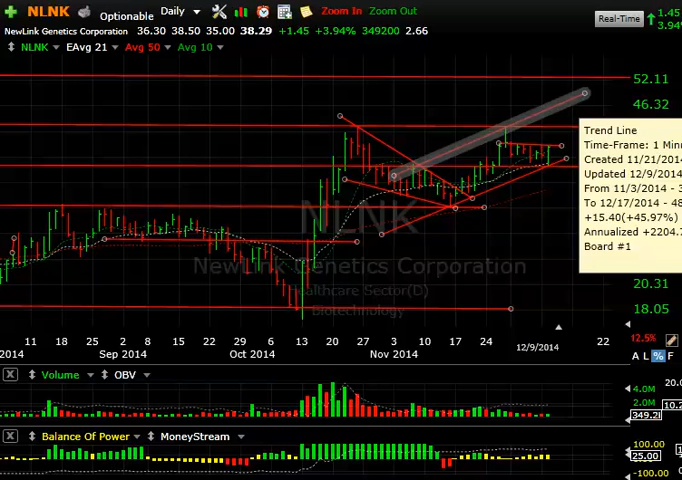 NLNK Optionable Daily Zoom In Zoom Out Real-Time 1.45
3.94%
NewLink Genetics Corporation 36.30 38.50 35.00 38.29 +1.45 +3.94% 349200 2.66
NLNK EAvg 21 Avg 50 Avg 10
52.11
46.32
Trend Line
Time-Frame: 1 Minu
Created 11/21/2014
Updated 12/9/2014
From 11/3/2014 - 3
To 12/17/2014 - 48
+15.40(+45.97%)
Annualized +2204.7
Board #1
NLNK
NewLink Genetics Corporation
Healthcare Sector(D)
Biotechnology
20.31
18.05
11 18 25 2 8 15 22 29 6 13 20 27 3 10 17 24 22
2014 Sep 2014 Oct 2014 Nov 2014 12/9/2014
12.5%
A L % F
X Volume OBV
4.0M
2.0M
349.2
20.0
10.2
X Balance Of Power MoneyStream
100.00
25.00
-100.00